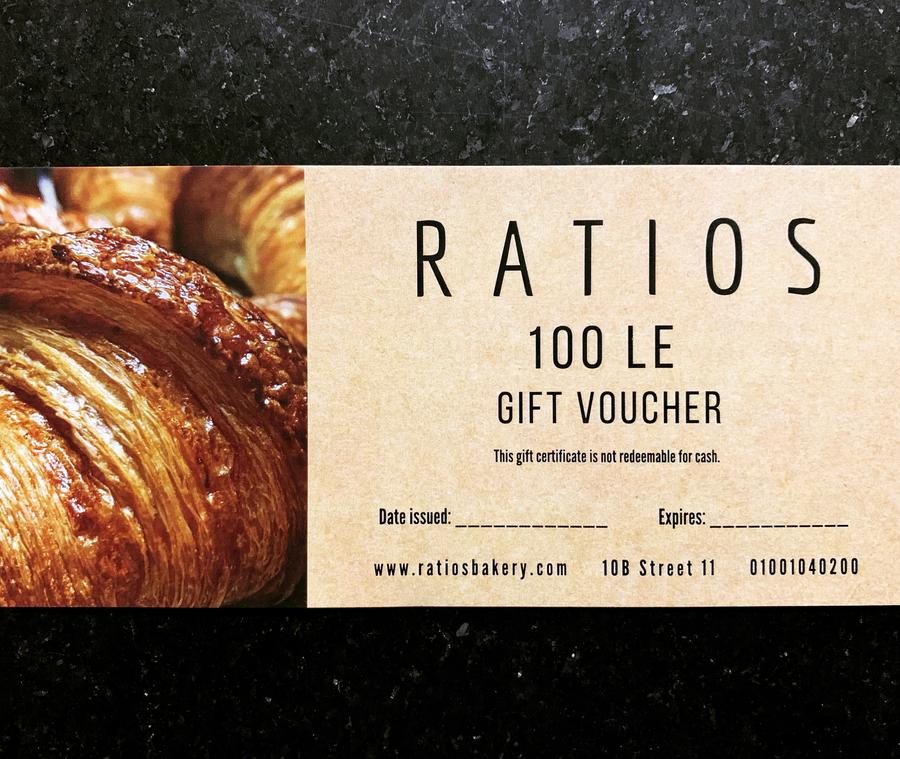 RATIOS
100 LE
GIFT VOUCHER
This gift certificate is not redeemable for cash.
Date issued: ____________ Expires: ___________
www.ratiosbakery.com 10B Street 11 01001040200